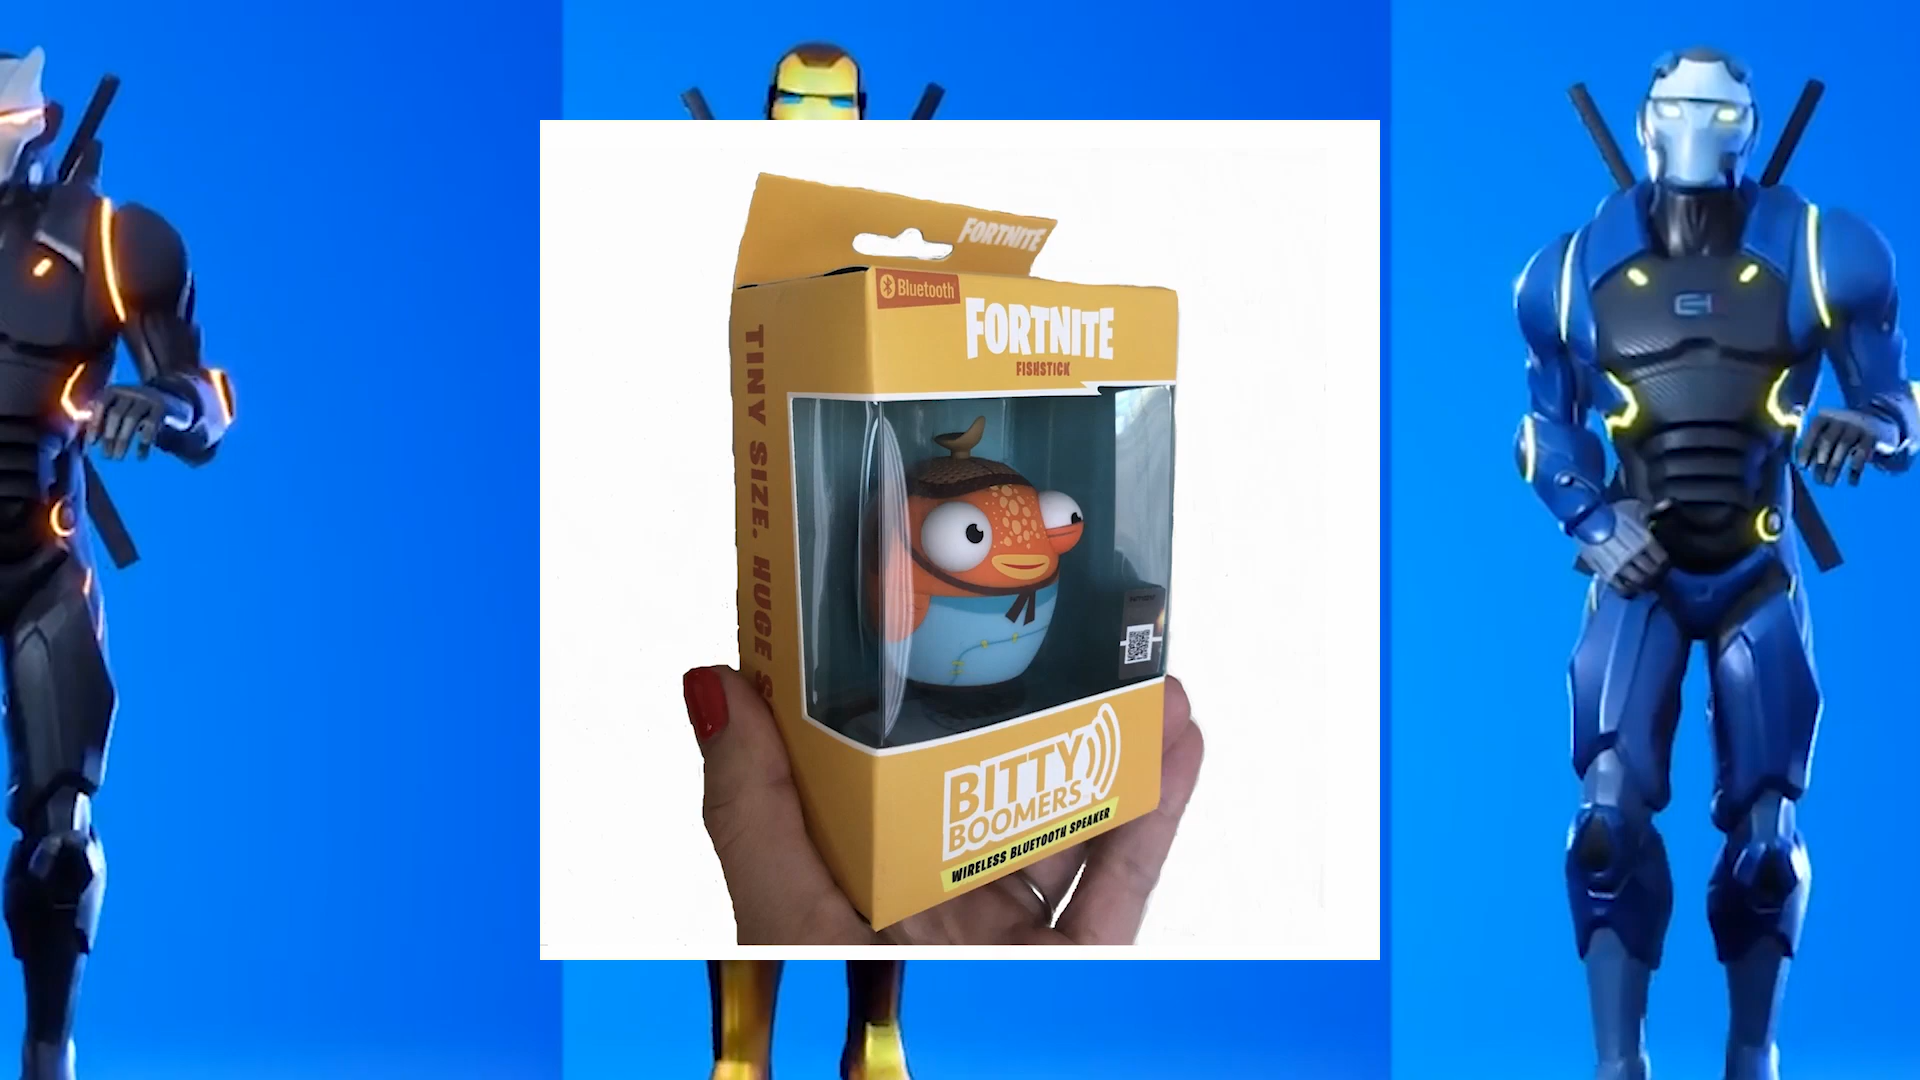 FORTNITE
Bluetooth
FORTNITE
FISHSTICK
TINY SIZE. HUGE S
BITTY
BOOMERS
WIRELESS BLUETOOTH SPEAKER